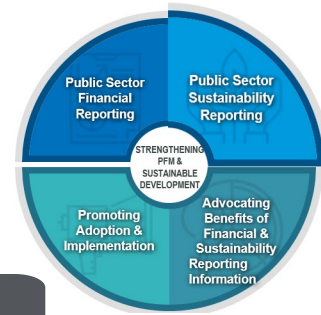 Public Sector
Financial
Reporting
Public Sector
Sustainability
Reporting
STRENGTHENING
PFM &
SUSTAINABLE
DEVELOPMENT
Promoting
Adoption &
Implementation
Advocating
Benefits of
Financial &
Sustainability
Reporting
Information